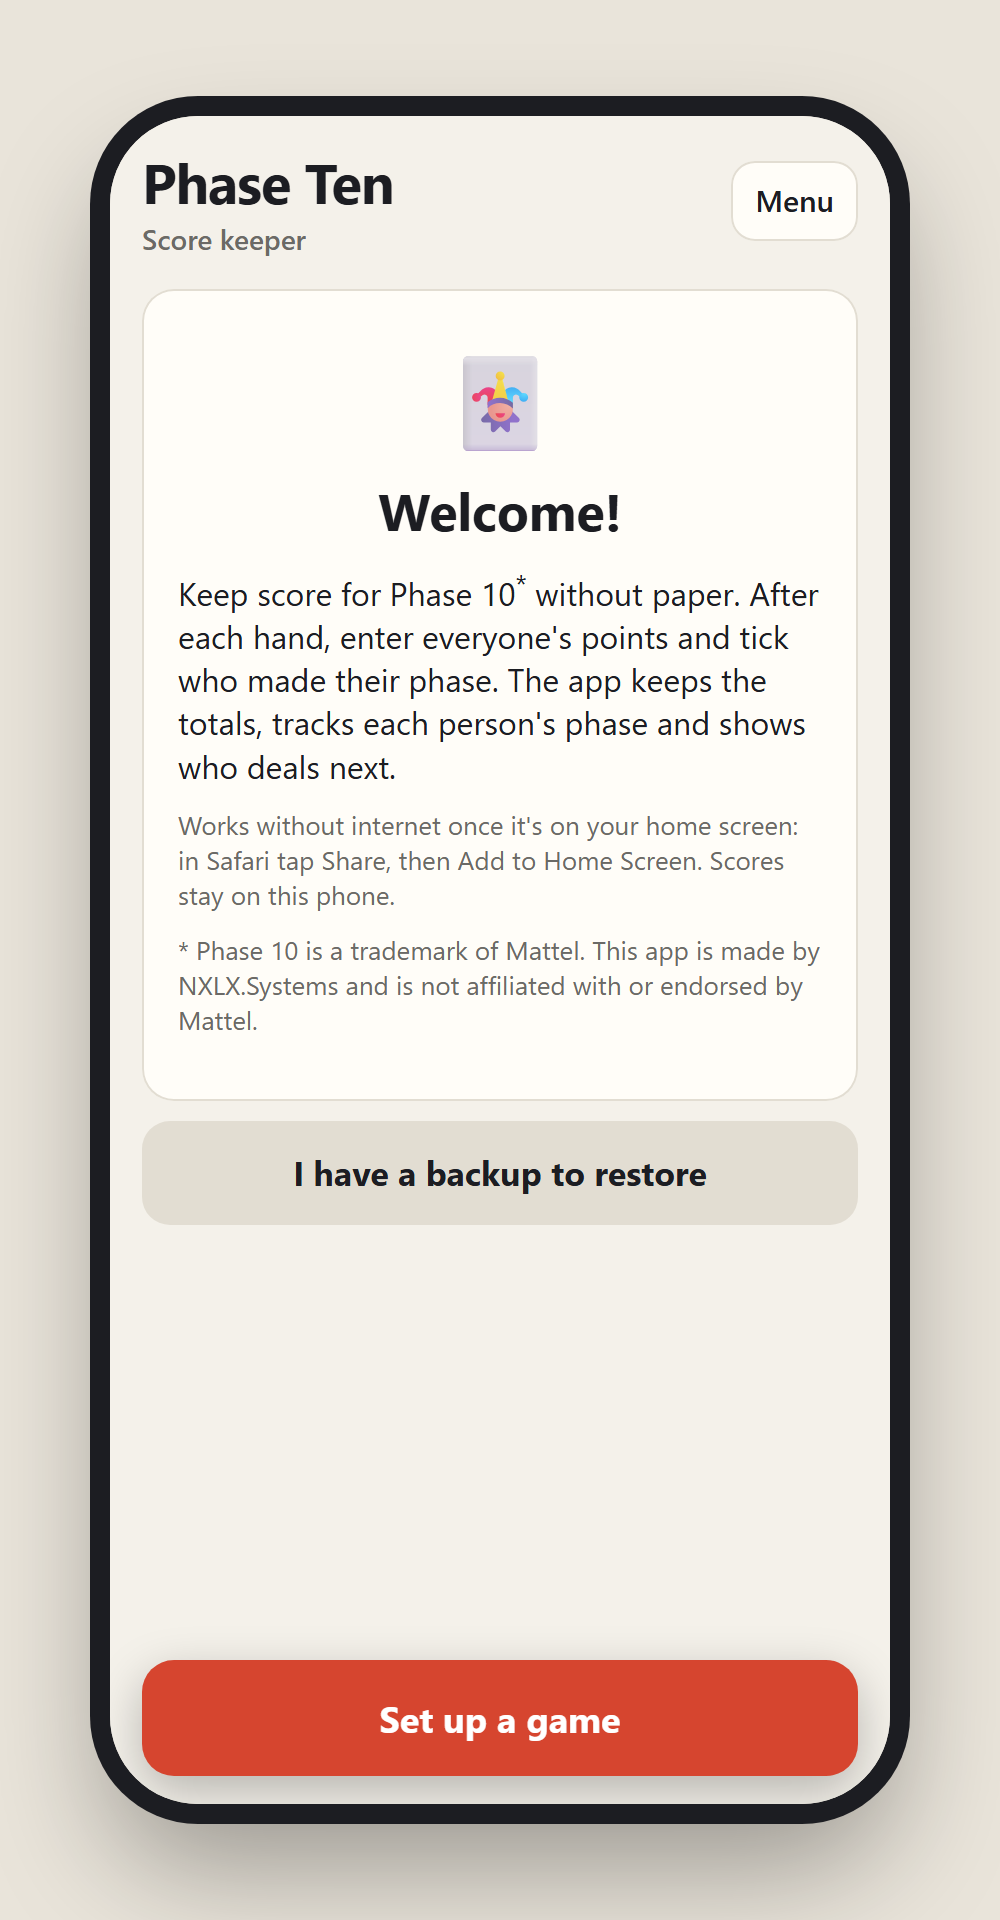 Phase Ten
Score keeper
Menu
Welcome!
Keep score for Phase 10* without paper. After
each hand, enter everyone's points and tick
who made their phase. The app keeps the
totals, tracks each person's phase and shows
who deals next.
Works without internet once it's on your home screen:
in Safari tap Share, then Add to Home Screen. Scores
stay on this phone.
* Phase 10 is a trademark of Mattel. This app is made by
NXLX.Systems and is not affiliated with or endorsed by
Mattel.
I have a backup to restore
Set up a game